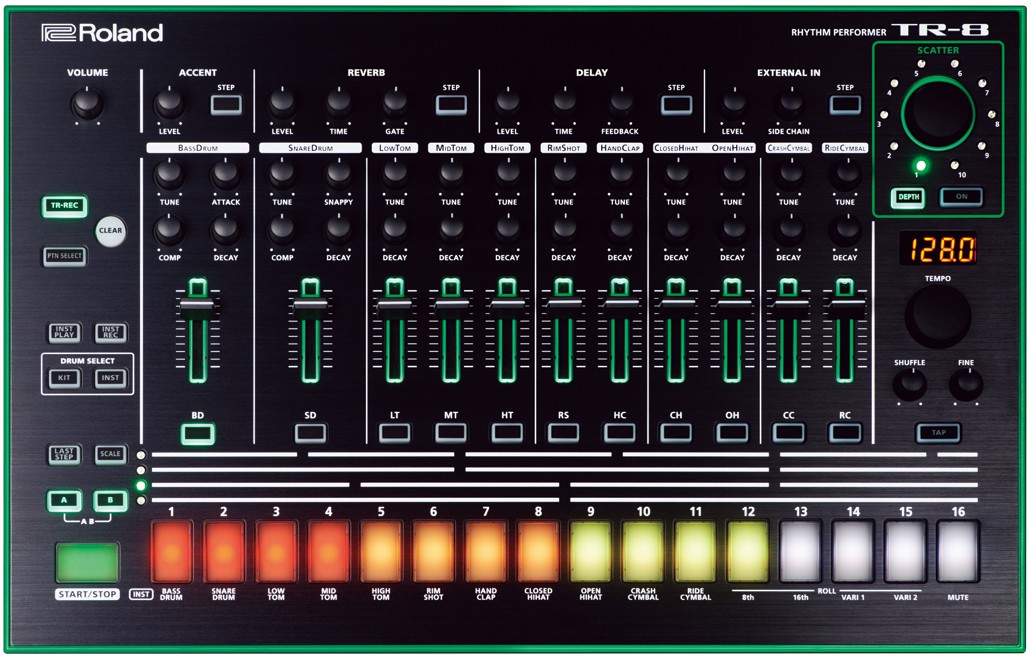 Roland
RHYTHM PERFORMER TR-8
VOLUME
ACCENT
REVERB
DELAY
EXTERNAL IN
SCATTER
STEP
STEP
STEP
STEP
LEVEL
LEVEL TIME GATE
LEVEL TIME FEEDBACK
LEVEL SIDE CHAIN
1 2 3 4 5 6 7 8 9 10
DEPTH ON
BASSDRUM SNAREDRUM LOWTOM MIDTOM HIGHTOM RIMSHOT HANDCLAP CLOSEDHIHAT OPENHIHAT CRASHCYMBAL RIDECYMBAL
TUNE ATTACK TUNE SNAPPY TUNE TUNE TUNE TUNE TUNE TUNE TUNE TUNE TUNE
COMP DECAY COMP DECAY DECAY DECAY DECAY DECAY DECAY DECAY DECAY DECAY DECAY
TR-REC
CLEAR
PTN SELECT
128.0
TEMPO
SHUFFLE FINE
TAP
INST
PLAY
INST
REC
DRUM SELECT
KIT INST
BD SD LT MT HT RS HC CH OH CC RC
LAST
STEP
SCALE
A B
A B
START/STOP
1 2 3 4 5 6 7 8 9 10 11 12 13 14 15 16
INST
BASS
DRUM
SNARE
DRUM
LOW
TOM
MID
TOM
HIGH
TOM
RIM
SHOT
HAND
CLAP
CLOSED
HIHAT
OPEN
HIHAT
CRASH
CYMBAL
RIDE
CYMBAL
ROLL
8th 16th VARI 1 VARI 2
MUTE